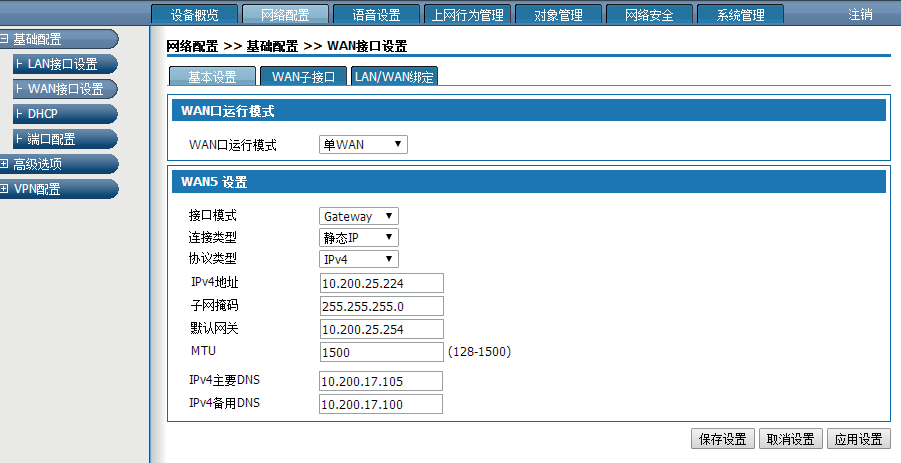 设备概览 网络配置 语音设置 上网行为管理 对象管理 网络安全 系统管理 注销
基础配置
LAN接口设置
WAN接口设置
DHCP
端口配置
高级选项
VPN配置
网络配置 >> 基础配置 >> WAN接口设置
基本设置 WAN子接口 LAN/WAN绑定
WAN口运行模式
WAN口运行模式 单WAN
WAN5 设置
接口模式 Gateway
连接类型 静态IP
协议类型 IPv4
IPv4地址 10.200.25.224
子网掩码 255.255.255.0
默认网关 10.200.25.254
MTU 1500 (128-1500)
IPv4主要DNS 10.200.17.105
IPv4备用DNS 10.200.17.100
保存设置 取消设置 应用设置